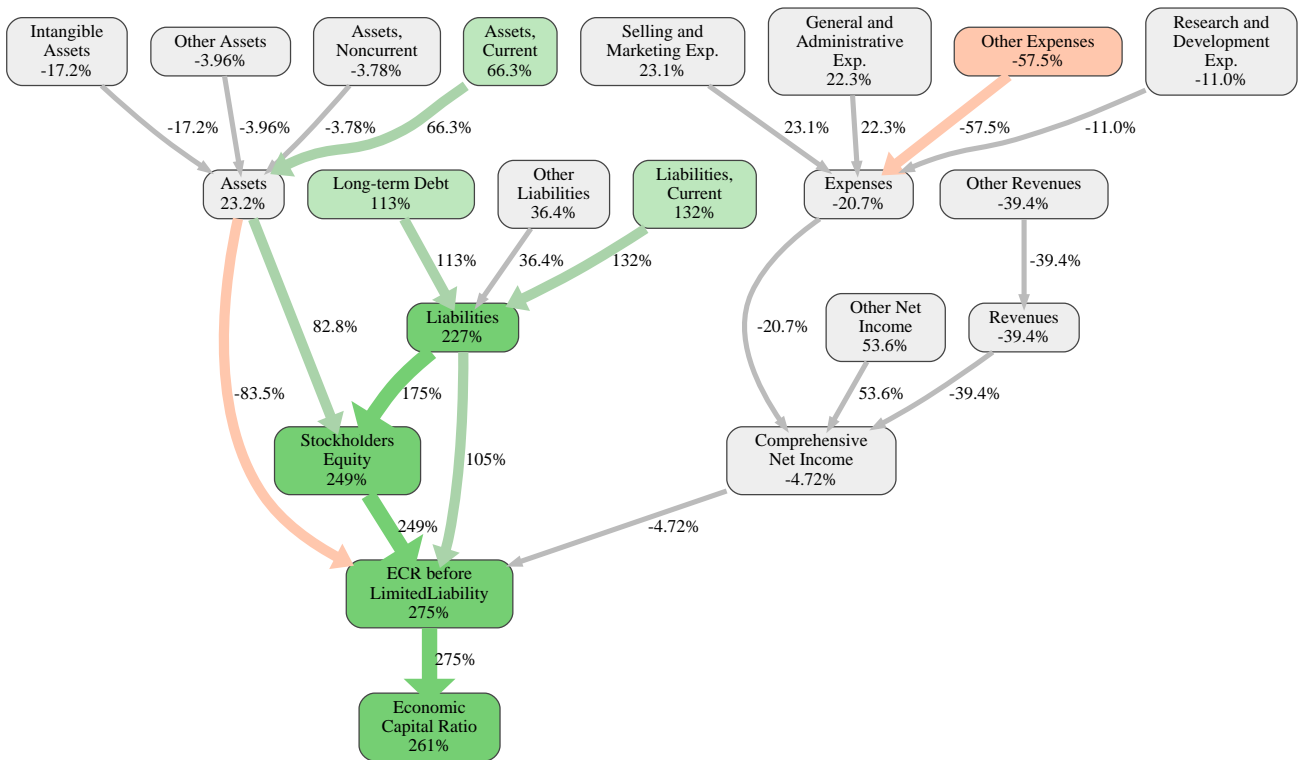 Intangible
Assets
-17.2%
Other Assets
-3.96%
Assets,
Noncurrent
-3.78%
Assets,
Current
66.3%
Selling and
Marketing Exp.
23.1%
General and
Administrative
Exp.
22.3%
Other Expenses
-57.5%
Research and
Development
Exp.
-11.0%
-17.2%
-3.96%
-3.78%
66.3%
23.1%
22.3%
-57.5%
-11.0%
Assets
23.2%
Long-term Debt
113%
Other
Liabilities
36.4%
Liabilities,
Current
132%
Expenses
-20.7%
Other Revenues
-39.4%
113%
36.4%
132%
-39.4%
Liabilities
227%
82.8%
-20.7%
Other Net
Income
53.6%
Revenues
-39.4%
-83.5%
175%
53.6%
-39.4%
Stockholders
Equity
249%
105%
Comprehensive
Net Income
-4.72%
249%
-4.72%
ECR before
LimitedLiability
275%
275%
Economic
Capital Ratio
261%